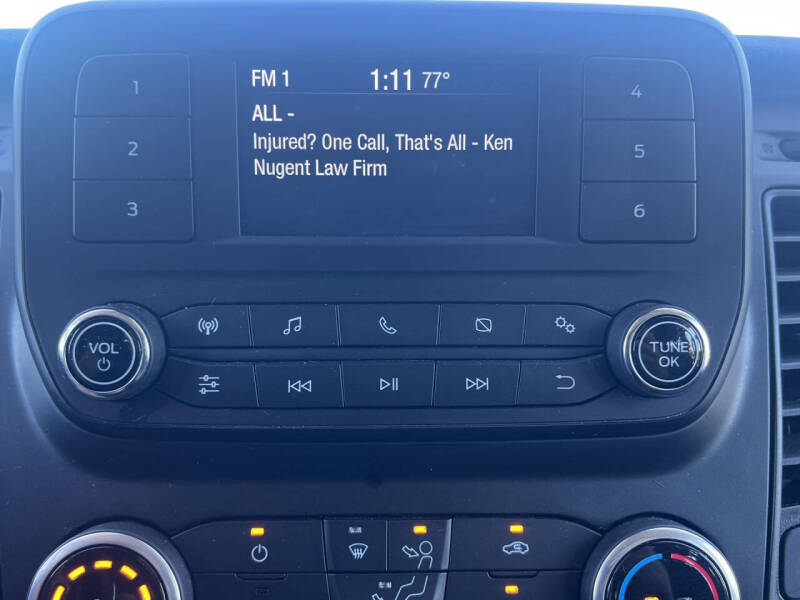 FM 1 1:11 77°
ALL -
Injured? One Call, That's All - Ken
Nugent Law Firm
1
2
3
4
5
6
VOL
TUNE
OK